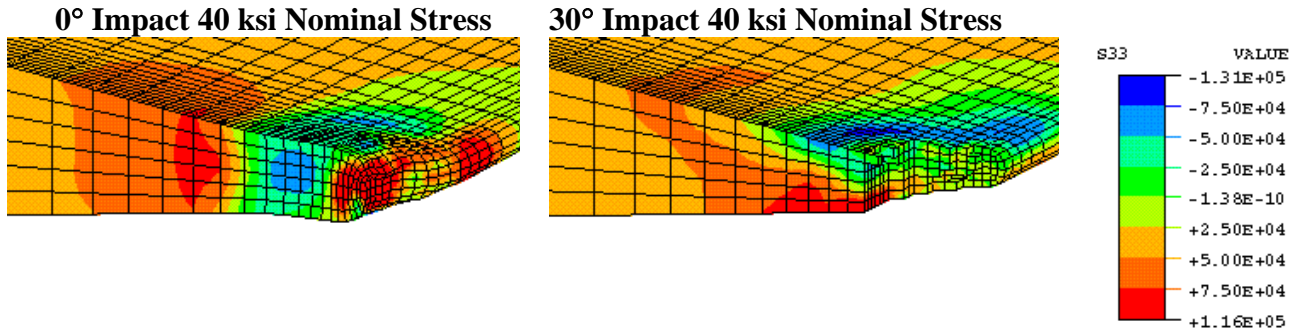 0° Impact 40 ksi Nominal Stress
30° Impact 40 ksi Nominal Stress
S33 VALUE
-1.31E+05
-7.50E+04
-5.00E+04
-2.50E+04
-1.38E-10
+2.50E+04
+5.00E+04
+7.50E+04
+1.16E+05